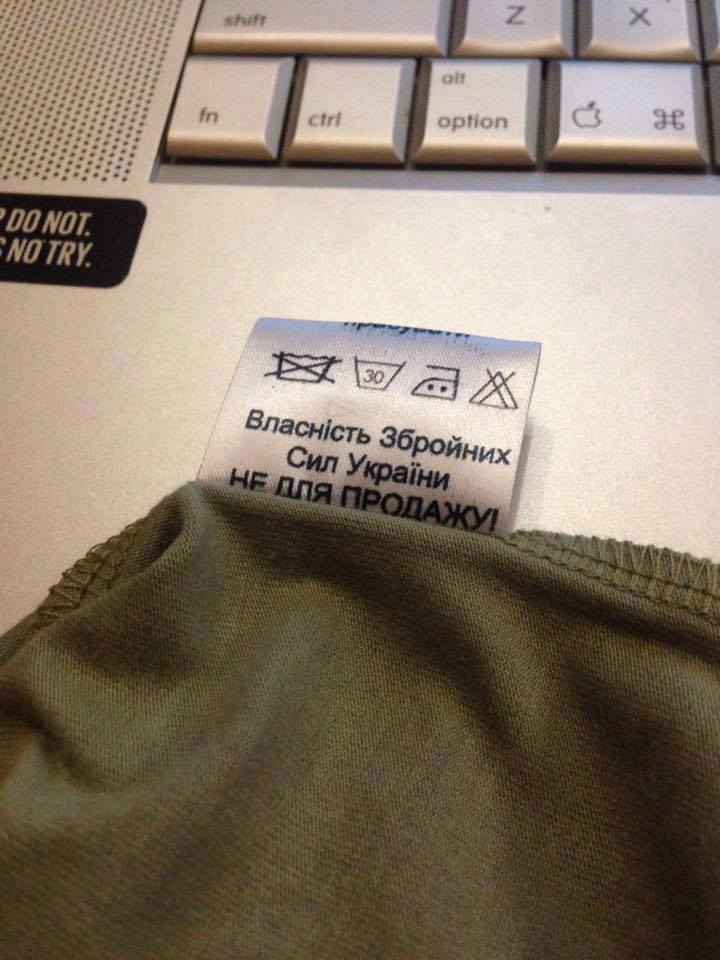 shift
Z
X
fn
ctrl
alt
option
DO NOT.
NO TRY.
30
Власність Збройних
Сил України
НЕ ДЛЯ ПРОДАЖУ!